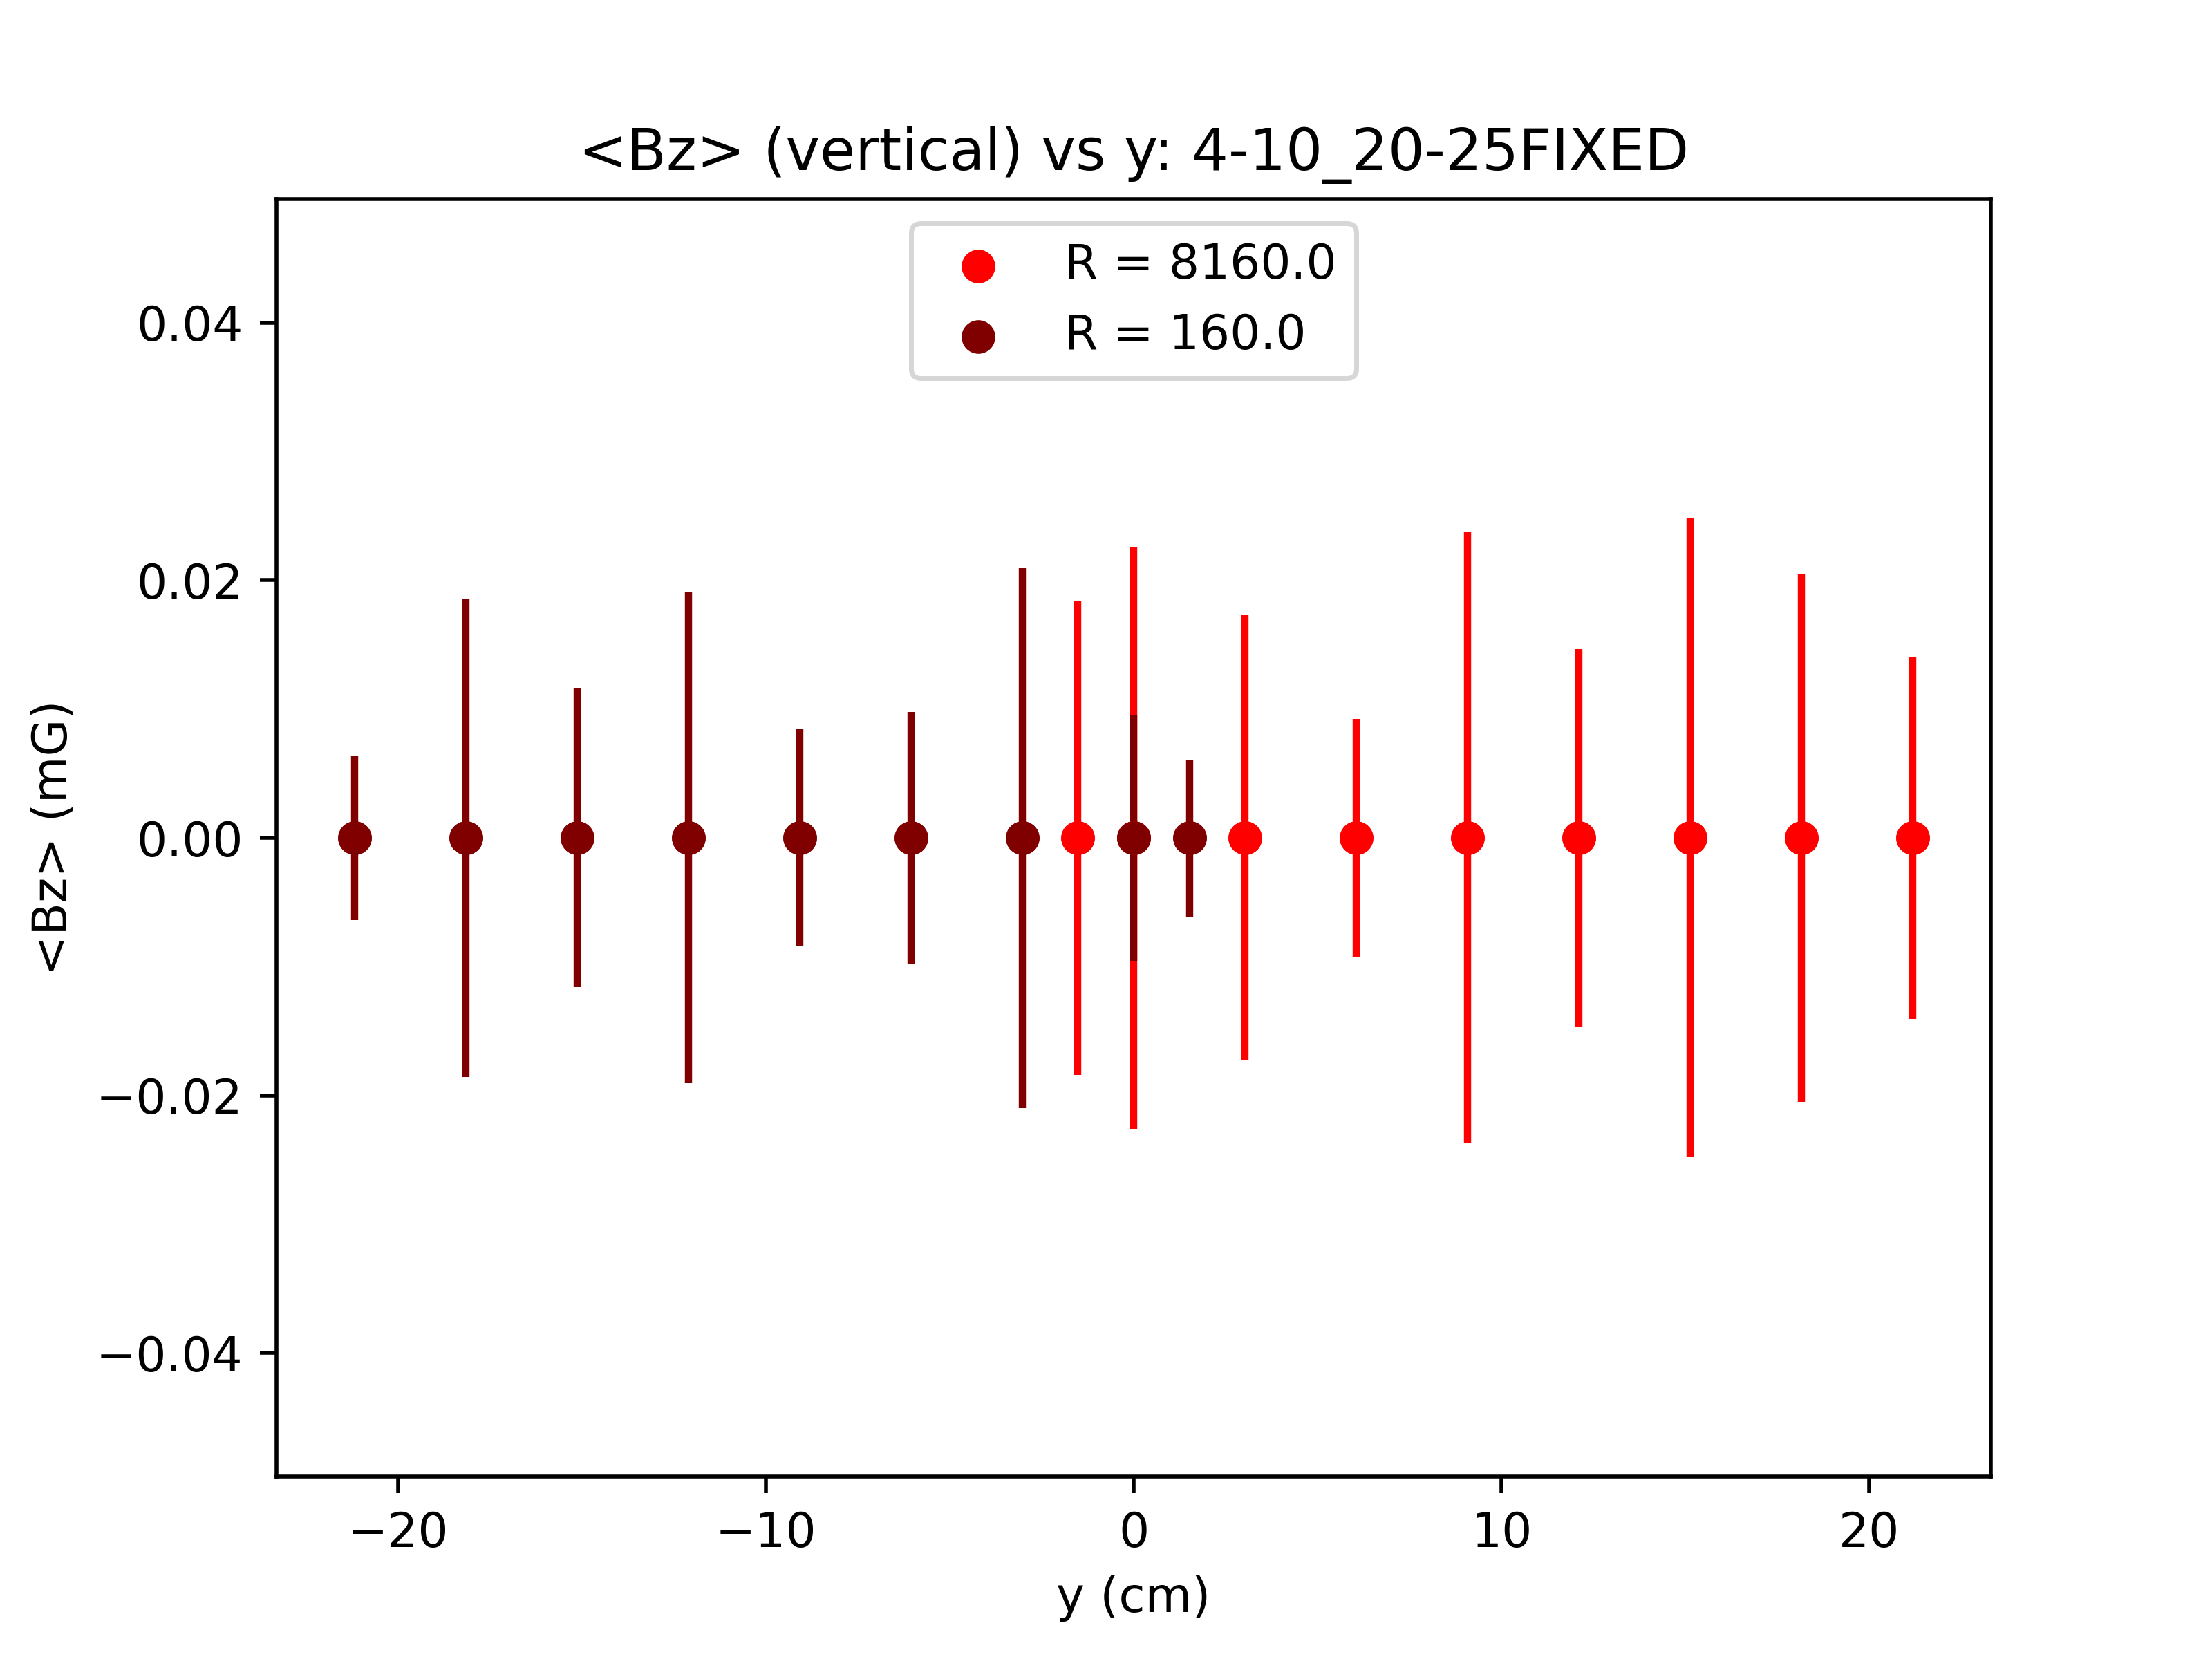 <Bz> (vertical) vs y: 4-10_20-25FIXED
R = 8160.0
R = 160.0
0.04
0.02
0.00
−0.02
−0.04
<Bz> (mG)
−20
−10
0
10
20
y (cm)